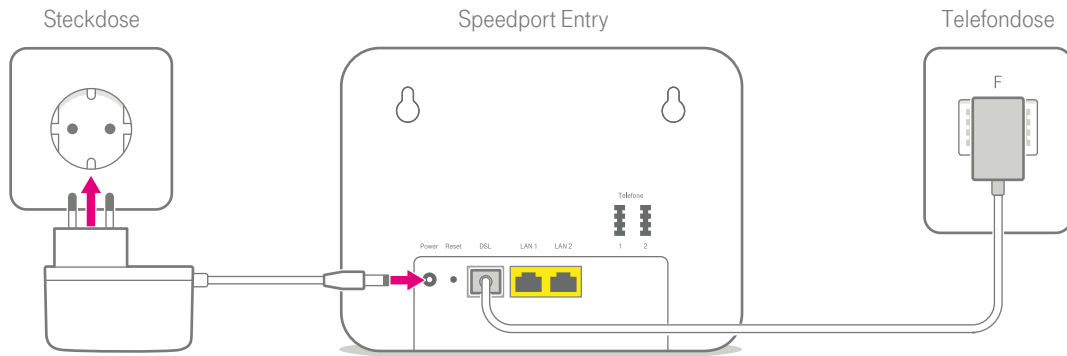 Steckdose
Speedport Entry
Telefondose
F
Telefone
1 2
Power Reset DSL LAN 1 LAN 2